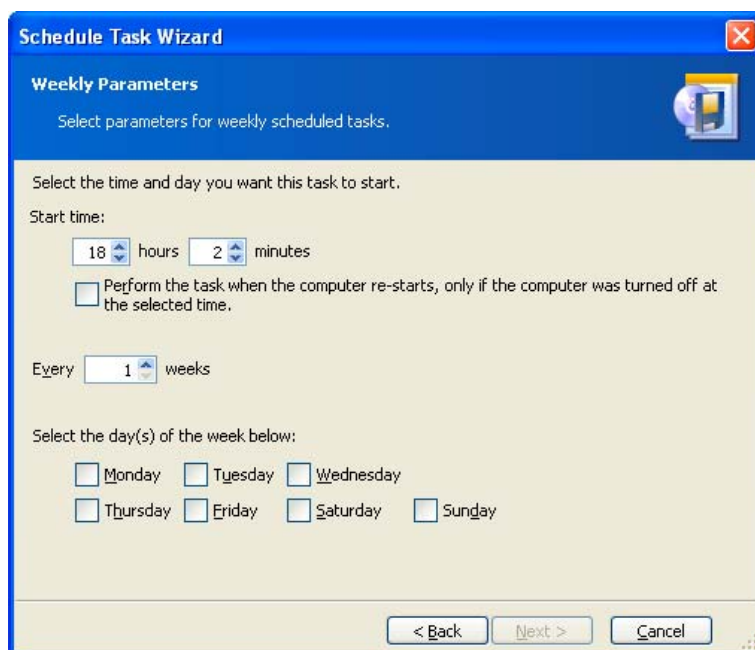 Schedule Task Wizard
Weekly Parameters
Select parameters for weekly scheduled tasks.
Select the time and day you want this task to start.
Start time:
18 hours 2 minutes
Perform the task when the computer re-starts, only if the computer was turned off at
the selected time.
Every 1 weeks
Select the day(s) of the week below:
Monday Tuesday Wednesday
Thursday Friday Saturday Sunday
< Back Next > Cancel